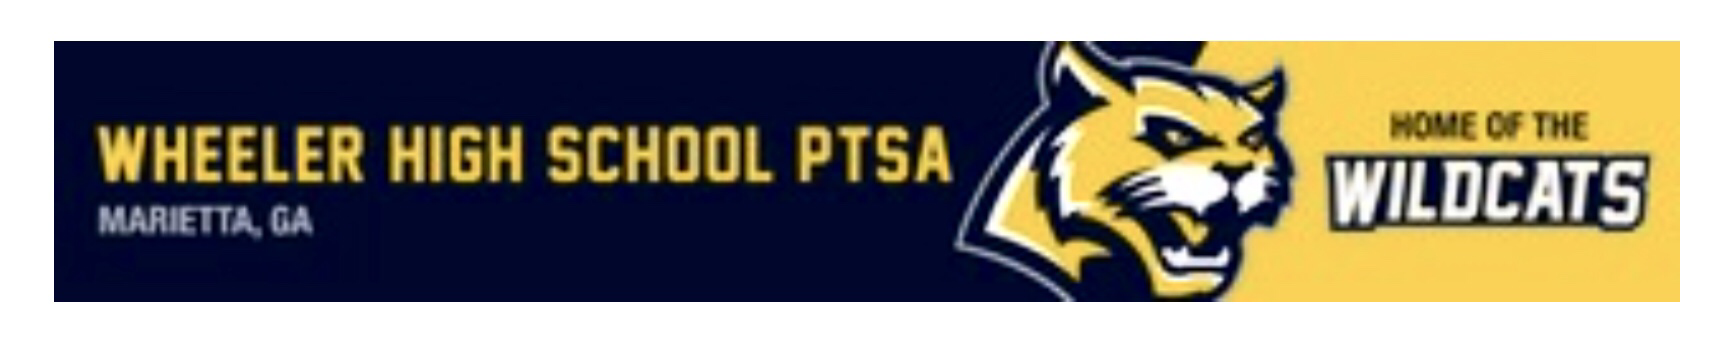 WHEELER HIGH SCHOOL PTSA
MARIETTA, GA
HOME OF THE
WILDCATS